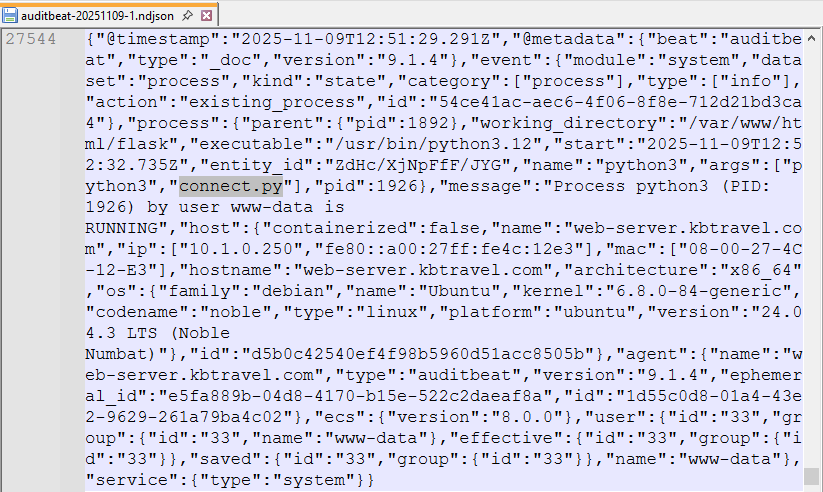 auditbeat-20251109-1.ndjson
27544
{"@timestamp":"2025-11-09T12:51:29.291Z","@metadata":{"beat":"auditbe
at","type":"_doc","version":"9.1.4"},"event":{"module":"system","data
set":"process","kind":"state","category":["process"],"type":["info"],
"action":"existing_process","id":"54ce41ac-aec6-4f06-8f8e-712d21bd3ca
4"},"process":{"parent":{"pid":1892},"working_directory":"/var/www/ht
ml/flask","executable":"/usr/bin/python3.12","start":"2025-11-09T12:5
2:32.735Z","entity_id":"ZdHc/XjNpFfF/JYG","name":"python3","args":["p
ython3","connect.py"],"pid":1926},"message":"Process python3 (PID:
1926) by user www-data is
RUNNING","host":{"containerized":false,"name":"web-server.kbtravel.co
m","ip":["10.1.0.250","fe80::a00:27ff:fe4c:12e3"],"mac":["08-00-27-4C
-12-E3"],"hostname":"web-server.kbtravel.com","architecture":"x86_64"
,"os":{"family":"debian","name":"Ubuntu","kernel":"6.8.0-84-generic",
"codename":"noble","type":"linux","platform":"ubuntu","version":"24.0
4.3 LTS (Noble
Numbat)"},"id":"d5b0c42540ef4f98b5960d51acc8505b"},"agent":{"name":"w
eb-server.kbtravel.com","type":"auditbeat","version":"9.1.4","ephemer
al_id":"e5fa889b-04d8-4170-b15e-522c2daeaf8a","id":"1d55c0d8-01a4-43e
2-9629-261a79ba4c02"},"ecs":{"version":"8.0.0"},"user":{"id":"33","gr
oup":{"id":"33","name":"www-data"},"effective":{"id":"33","group":{"i
d":"33"}},"saved":{"id":"33","group":{"id":"33"}},"name":"www-data"},
"service":{"type":"system"}}